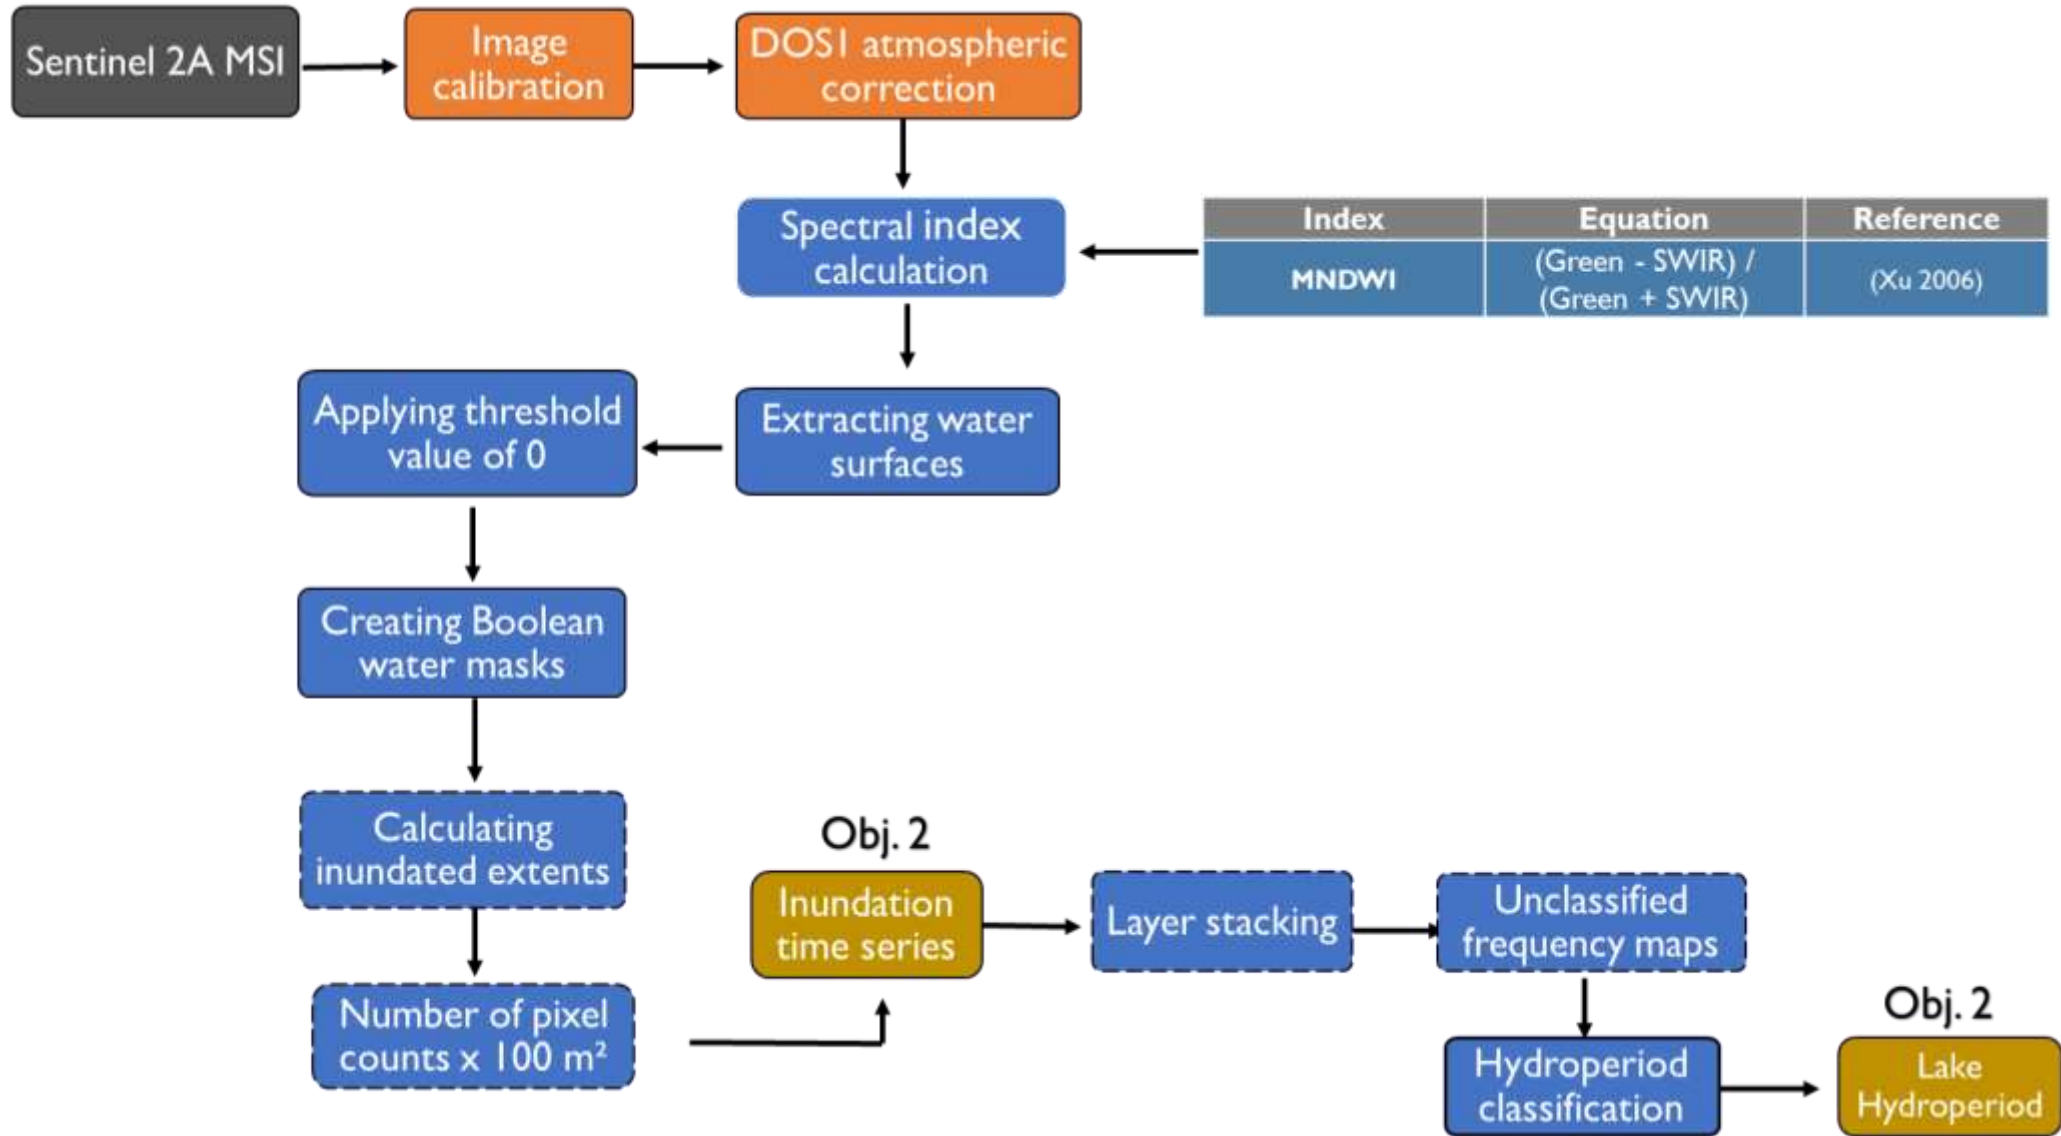 Sentinel 2A MSI
Image
calibration
DOS1 atmospheric
correction
Spectral index
calculation
Index Equation Reference
MNDWI (Green - SWIR) /
(Green + SWIR) (Xu 2006)
Extracting water
surfaces
Applying threshold
value of 0
Creating Boolean
water masks
Calculating
inundated extents
Number of pixel
counts x 100 m²
Obj. 2
Inundation
time series
Layer stacking
Unclassified
frequency maps
Hydroperiod
classification
Obj. 2
Lake
Hydroperiod